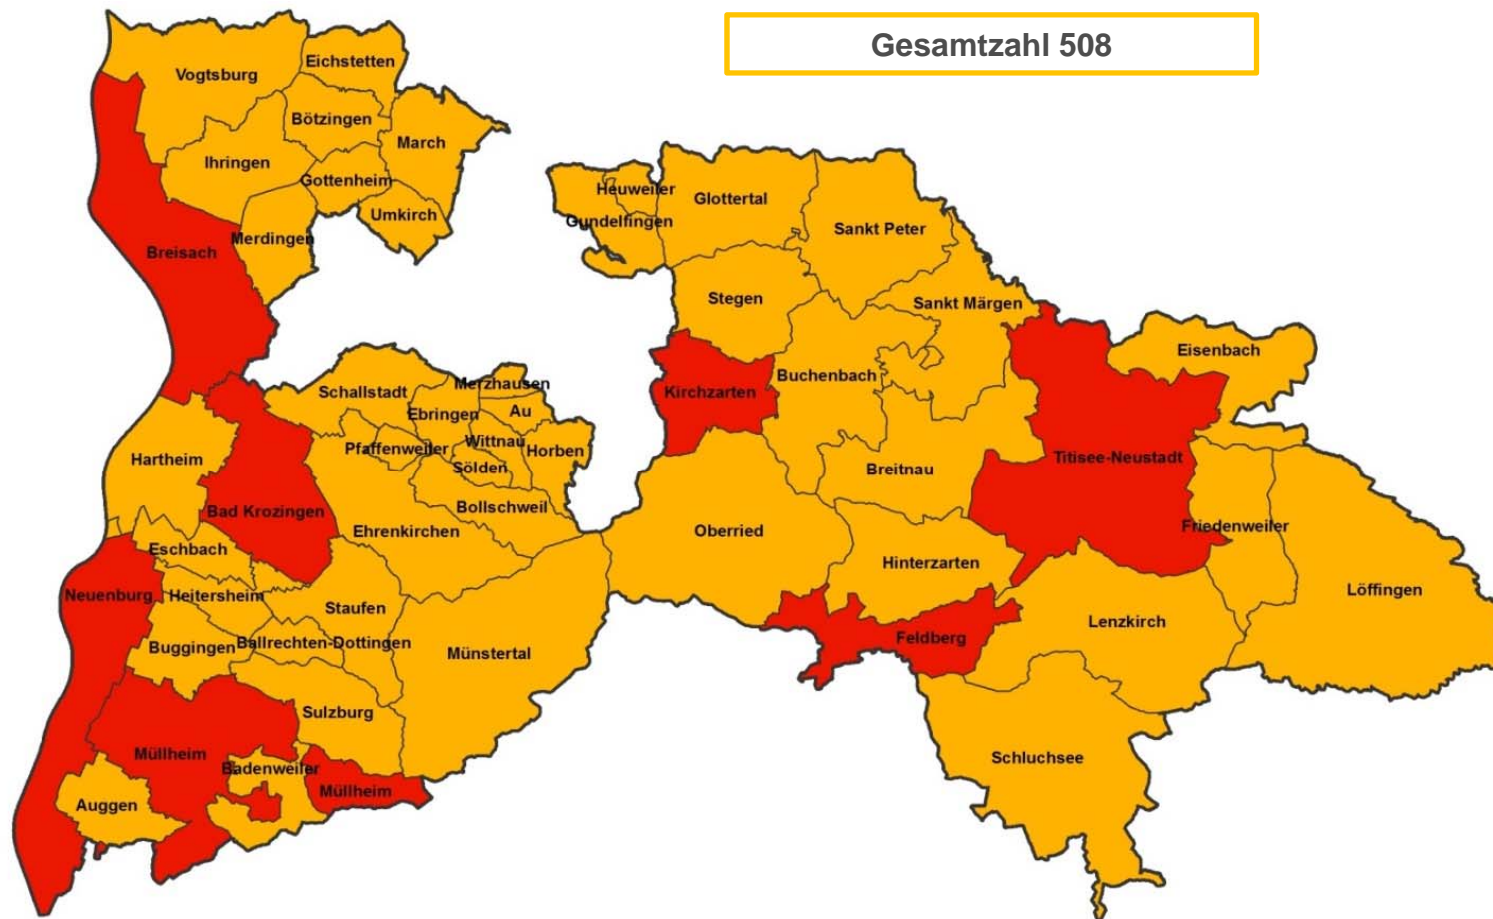 Gesamtzahl 508
Vogtsburg
Eichstetten
Bötzingen
March
Ihringen
Gottenheim
Umkirch
Merdingen
Breisach
Heuweiler
Glottertal
Gundelfingen
Sankt Peter
Stegen
Sankt Märgen
Eisenbach
Buchenbach
Kirchzarten
Schallstadt
Merzhausen
Ebringen
Au
Wittnau
Pfaffenweiler
Horben
Sölden
Hartheim
Bad Krozingen
Bollschweil
Ehrenkirchen
Breitnau
Titisee-Neustadt
Oberried
Friedenweiler
Eschbach
Hinterzarten
Löffingen
Neuenburg
Heitersheim
Staufen
Lenzkirch
Feldberg
Buggingen
Ballrechten-Dottingen
Münstertal
Sulzburg
Müllheim
Schluchsee
Badenweiler
Müllheim
Auggen